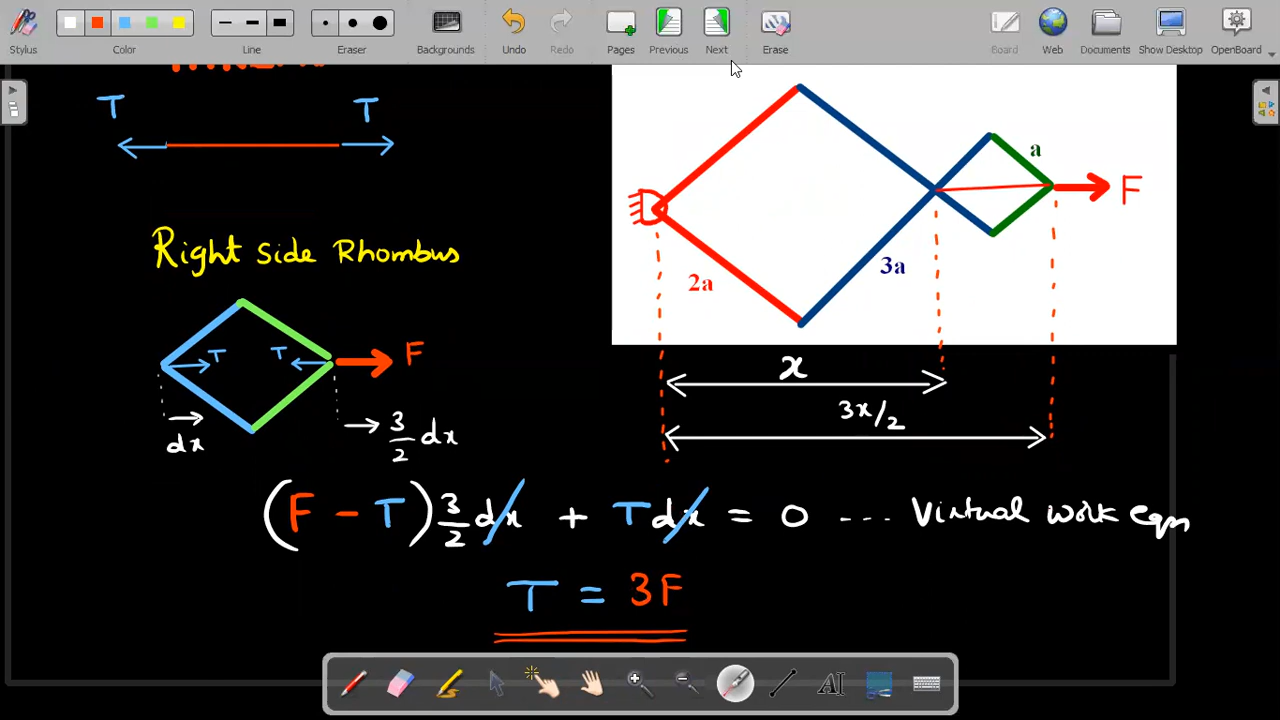 Stylus Color Line Eraser Backgrounds Undo Redo Pages Previous Next Erase Board Web Documents Show Desktop OpenBoard
T T
Right side Rhombus
T T F
dx
3/2 dx
a
F
2a
3a
x
3x/2
(F - T) 3/2 dx + T dx = 0 ... Virtual work eqn
T = 3F